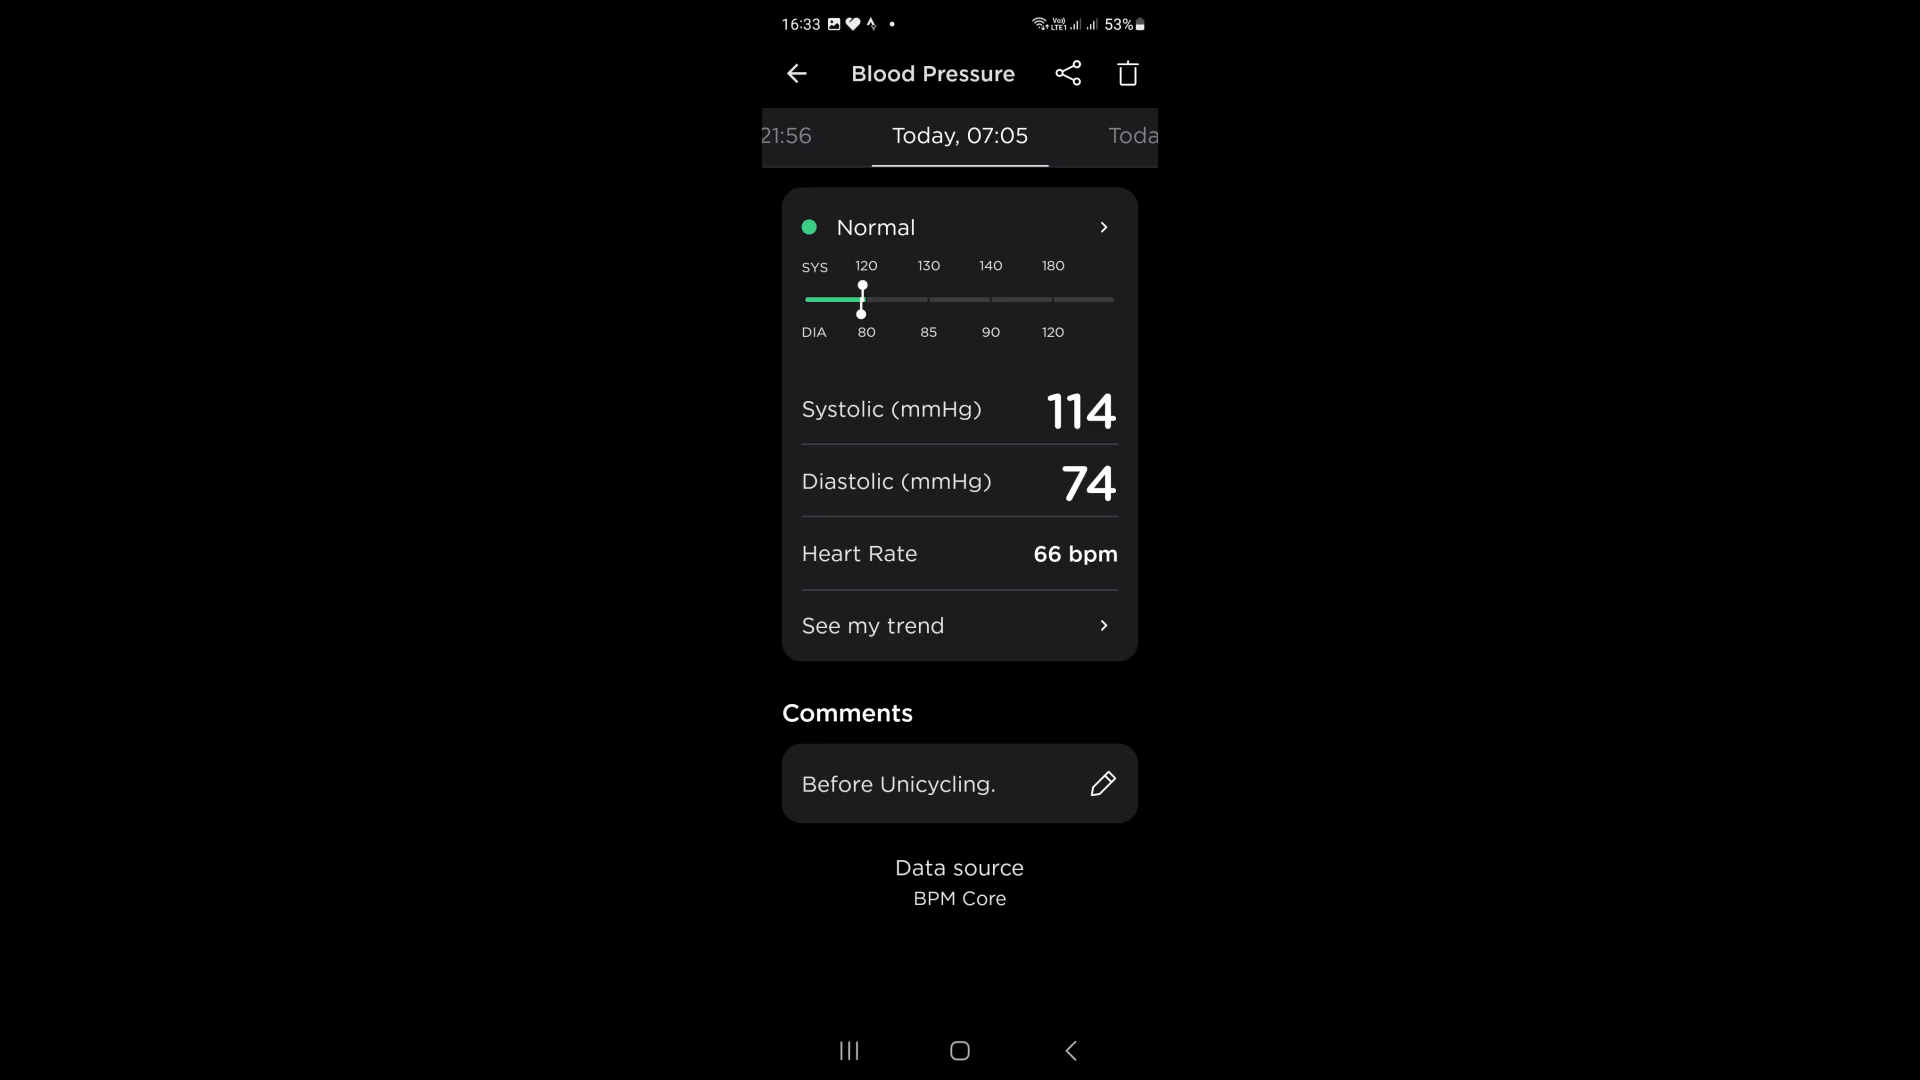 16:33 Vo)) LTE1 53%
Blood Pressure
21:56 Today, 07:05 Toda
Normal
SYS 120 130 140 180
DIA 80 85 90 120
Systolic (mmHg) 114
Diastolic (mmHg) 74
Heart Rate 66 bpm
See my trend
Comments
Before Unicycling.
Data source
BPM Core